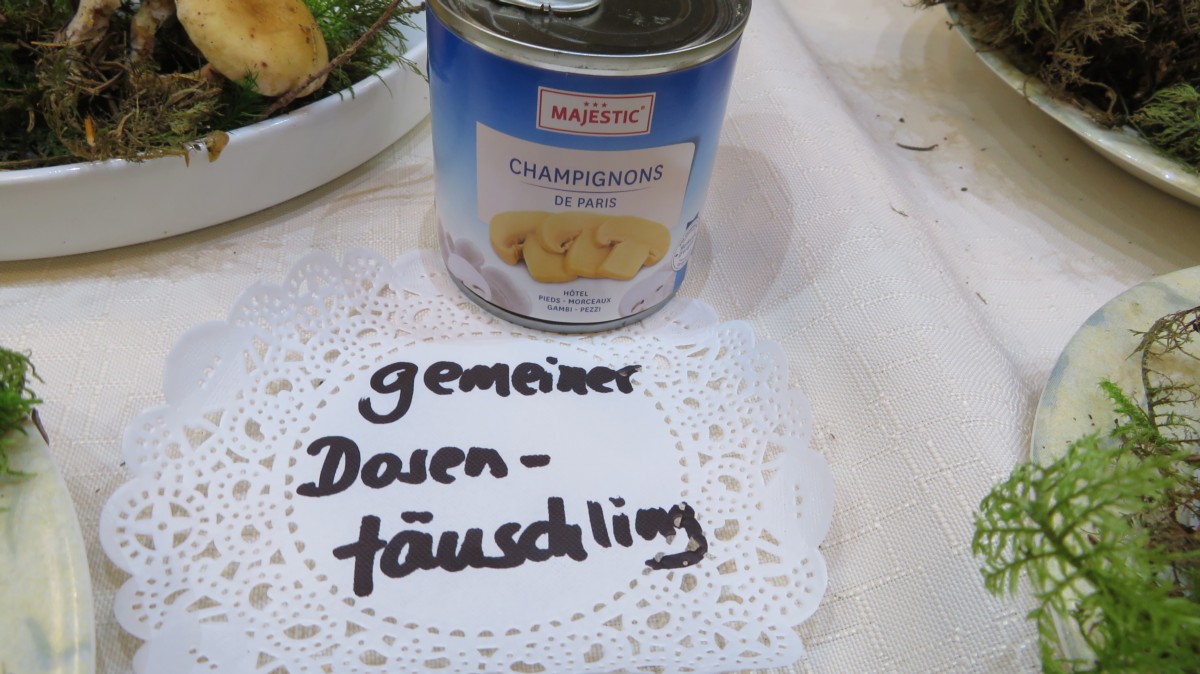 MAJESTIC
CHAMPIGNONS
DE PARIS
HÔTEL
PIEDS - MORCEAUX
GAMBI - PEZZI
gemeiner
Dosen-
täuschling